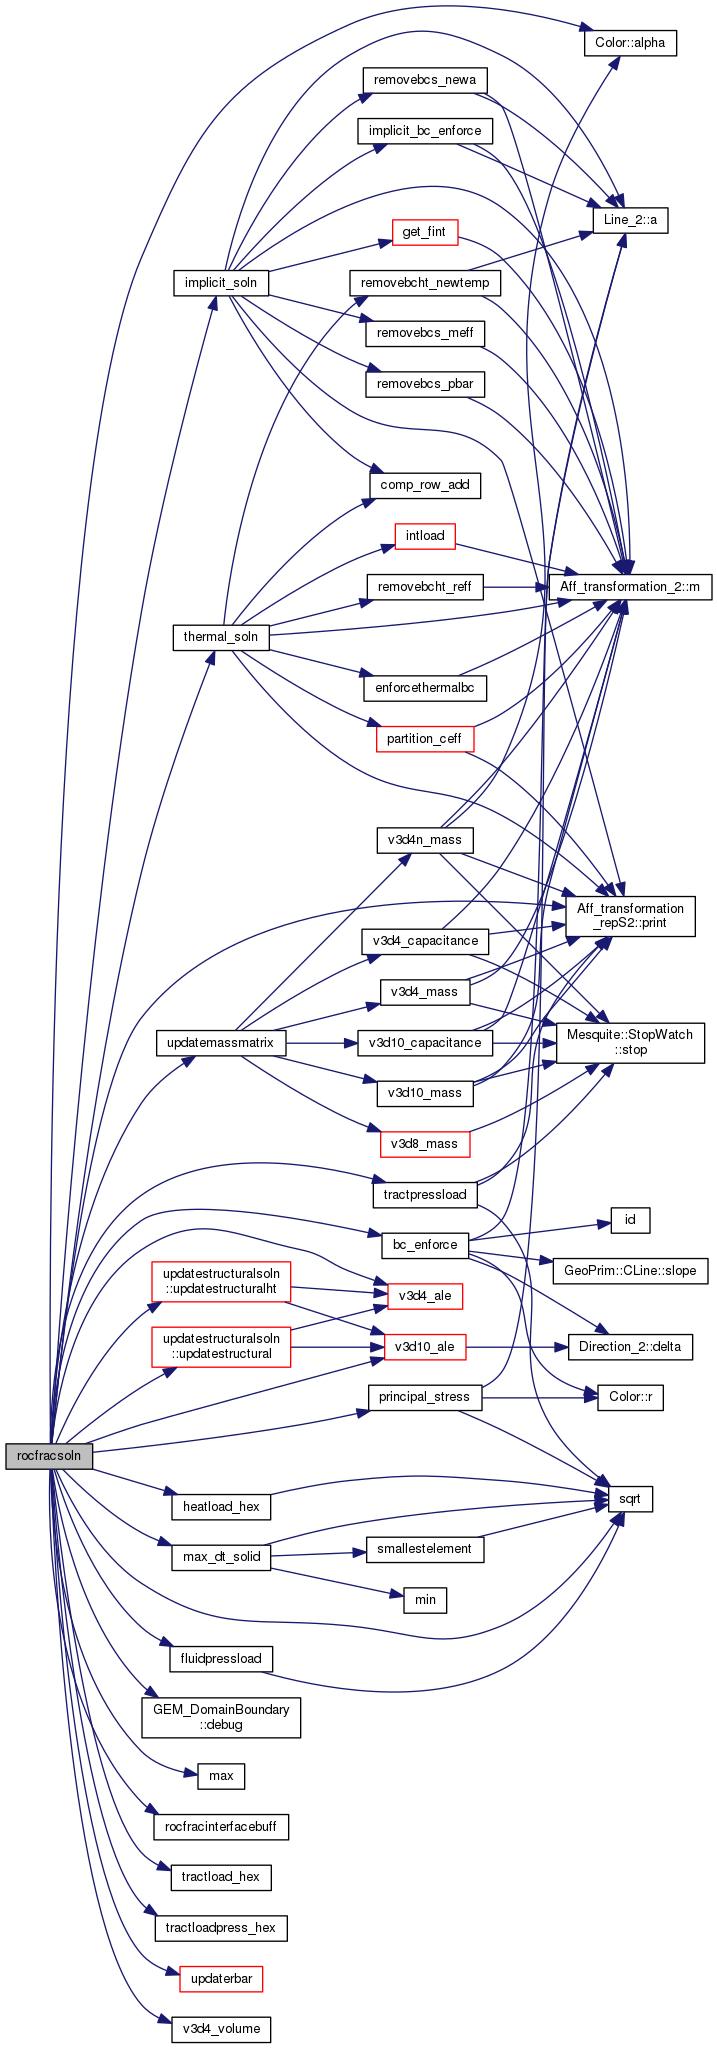 Color::alpha
removebcs_newa
implicit_bc_enforce
Line_2::a
get_fint
implicit_soln
removebcht_newtemp
removebcs_meff
removebcs_pbar
comp_row_add
intload
removebcht_reff
Aff_transformation_2::m
thermal_soln
enforcethermalbc
partition_ceff
v3d4n_mass
Aff_transformation
_repS2::print
v3d4_capacitance
v3d4_mass
updatemassmatrix
v3d10_capacitance
Mesquite::StopWatch
::stop
v3d10_mass
v3d8_mass
tractpressload
id
bc_enforce
GeoPrim::CLine::slope
updatestructuralsoln
::updatestructuralht
v3d4_ale
updatestructuralsoln
::updatestructural
v3d10_ale
Direction_2::delta
principal_stress
Color::r
rocfracsoln
heatload_hex
sqrt
max_dt_solid
smallestelement
min
fluidpressload
GEM_DomainBoundary
::debug
max
rocfracinterfacebuff
tractload_hex
tractloadpress_hex
updaterbar
v3d4_volume